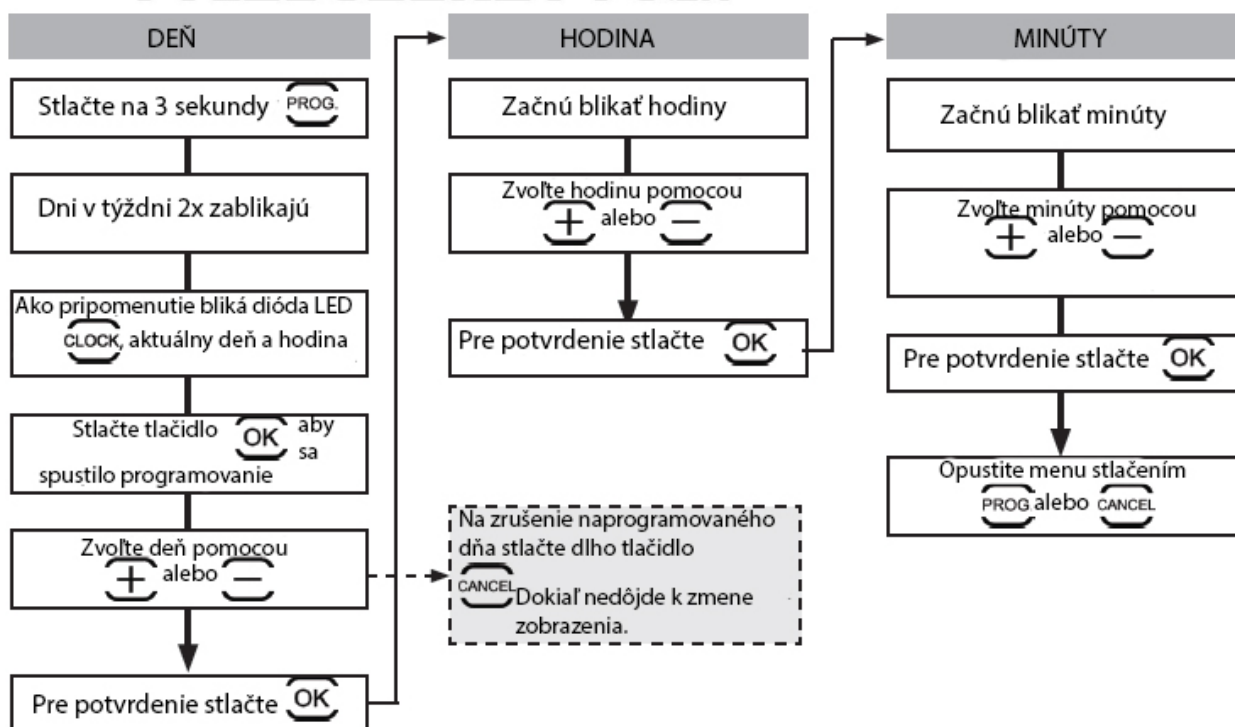 DEŇ
Stlačte na 3 sekundy PROG.
Dni v týždni 2x zablikajú
Ako pripomenutie bliká dióda LED
CLOCK, aktuálny deň a hodina
Stlačte tlačidlo OK aby
sa
spustilo programovanie
Zvoľte deň pomocou
+ alebo −
Pre potvrdenie stlačte OK
HODINA
Začnú blikať hodiny
Zvoľte hodinu pomocou
+ alebo −
Pre potvrdenie stlačte OK
Na zrušenie naprogramovaného
dňa stlačte dlho tlačidlo
CANCEL Dokiaľ nedôjde k zmene
zobrazenia.
MINÚTY
Začnú blikať minúty
Zvoľte minúty pomocou
+ alebo −
Pre potvrdenie stlačte OK
Opustite menu stlačením
PROG. alebo CANCEL